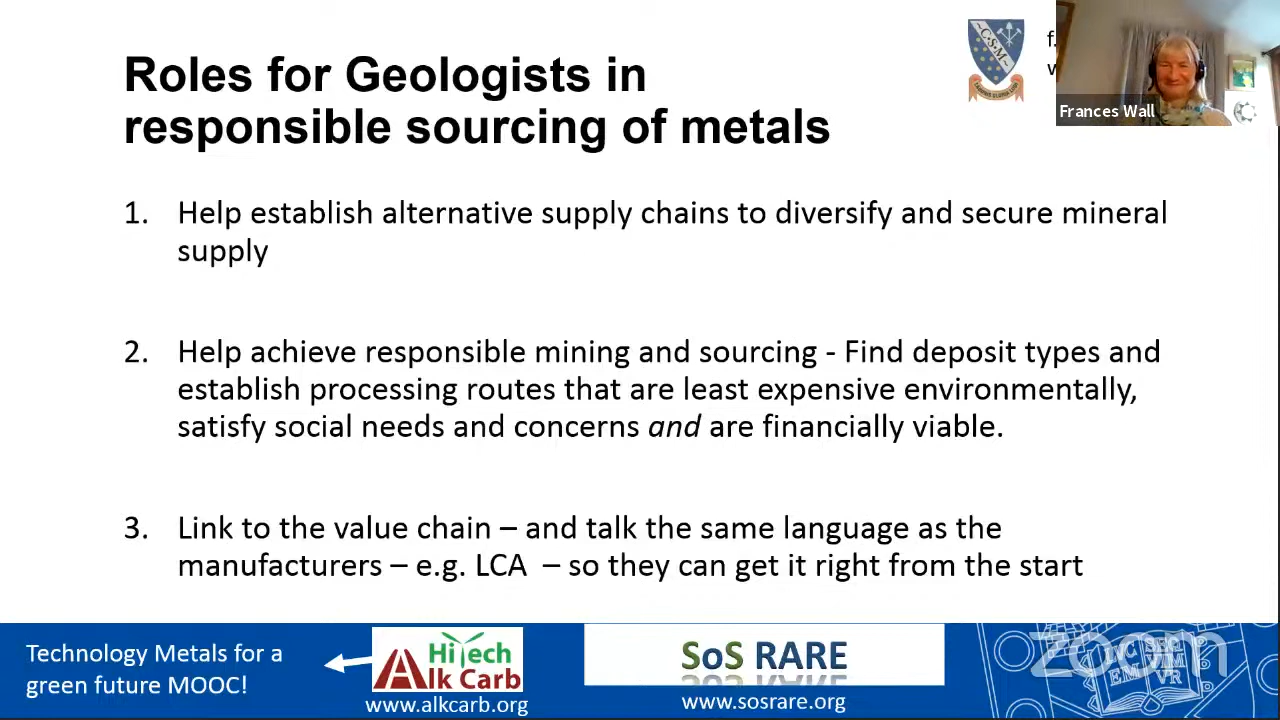 Roles for Geologists in
responsible sourcing of metals
CSM
f.
w
Frances Wall
1. Help establish alternative supply chains to diversify and secure mineral
supply
2. Help achieve responsible mining and sourcing - Find deposit types and
establish processing routes that are least expensive environmentally,
satisfy social needs and concerns and are financially viable.
3. Link to the value chain – and talk the same language as the
manufacturers – e.g. LCA – so they can get it right from the start
Technology Metals for a
green future MOOC!
HiTech
Alk Carb
www.alkcarb.org
SoS RARE
www.sosrare.org
zoom